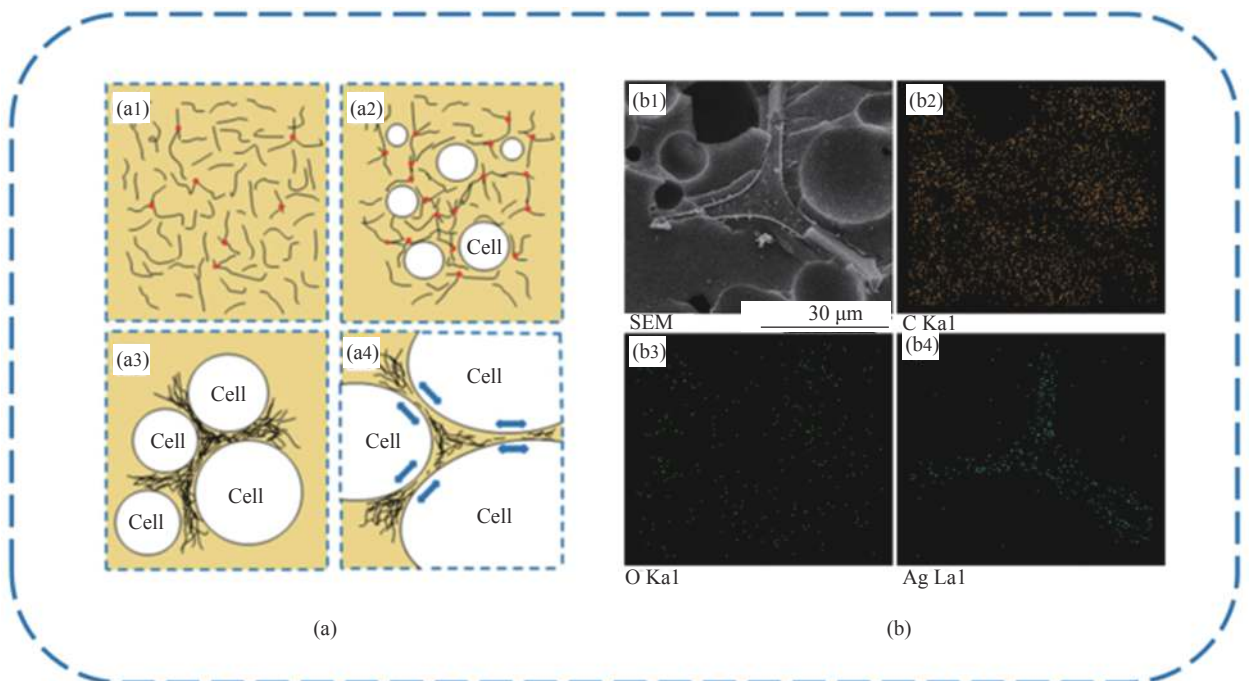 (a1)
(a2)
Cell
(a3)
Cell
Cell
Cell
Cell
(a4)
Cell
Cell
Cell
(a)
(b1)
SEM
30 μm
(b2)
C Ka1
(b3)
O Ka1
(b4)
Ag La1
(b)